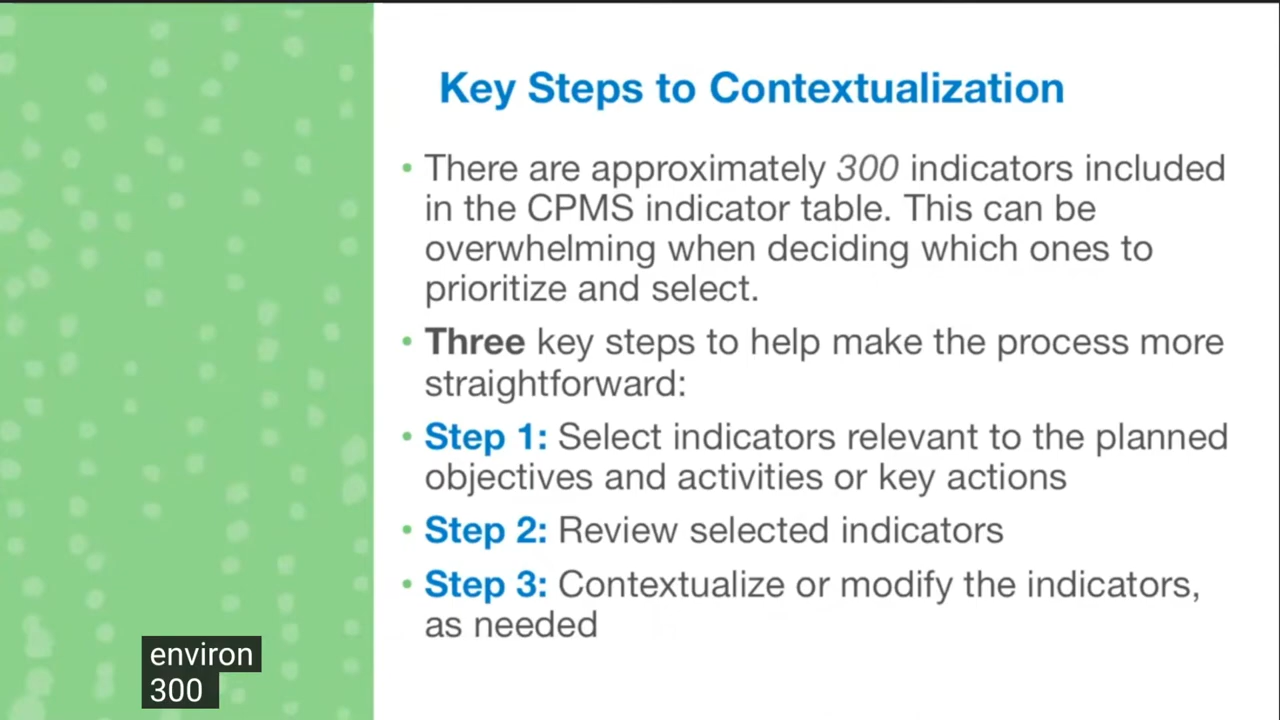 Key Steps to Contextualization
• There are approximately 300 indicators included
in the CPMS indicator table. This can be
overwhelming when deciding which ones to
prioritize and select.
• Three key steps to help make the process more
straightforward:
• Step 1: Select indicators relevant to the planned
objectives and activities or key actions
• Step 2: Review selected indicators
• Step 3: Contextualize or modify the indicators,
as needed
environ
300